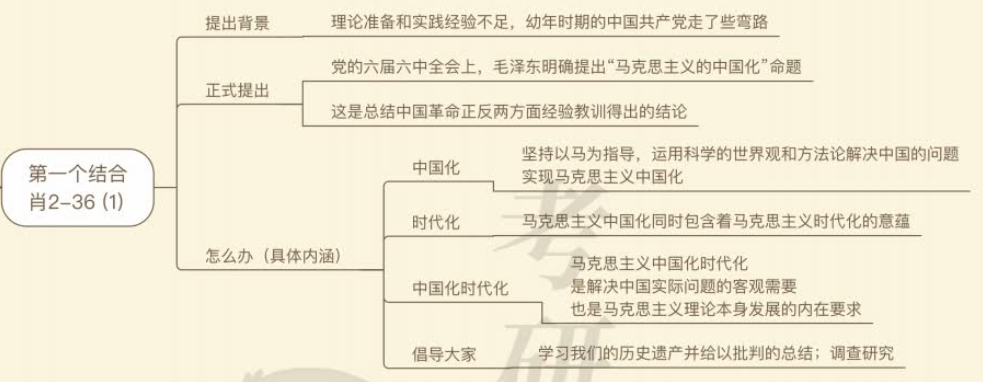 提出背景
理论准备和实践经验不足，幼年时期的中国共产党走了些弯路
正式提出
党的六届六中全会上，毛泽东明确提出“马克思主义的中国化”命题
这是总结中国革命正反两方面经验教训得出的结论
第一个结合
肖2–36 (1)
怎么办（具体内涵）
中国化
坚持以马为指导，运用科学的世界观和方法论解决中国的问题
实现马克思主义中国化
时代化
马克思主义中国化同时包含着马克思主义时代化的意蕴
中国化时代化
马克思主义中国化时代化
是解决中国实际问题的客观需要
也是马克思主义理论本身发展的内在要求
倡导大家
学习我们的历史遗产并给以批判的总结；调查研究
考
研